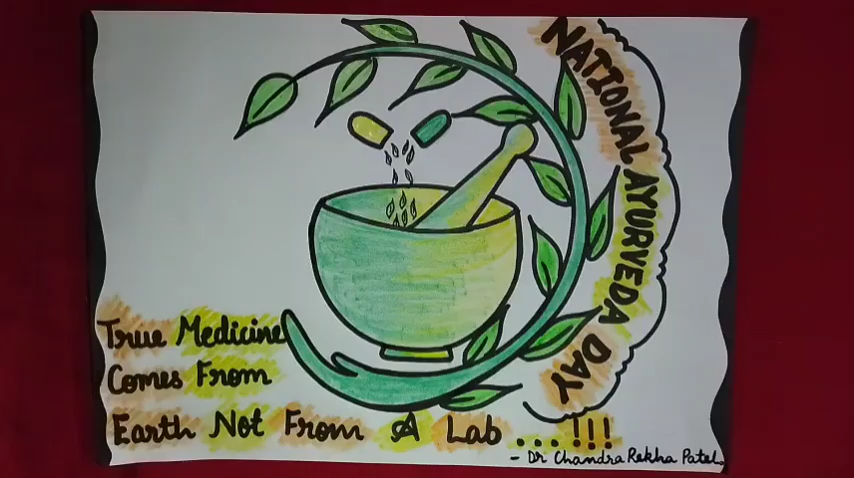 NATIONAL AYURVEDA DAY
True Medicine
Comes From
Earth Not From A Lab ... !!!
- Dr Chandra Rekha Patel.